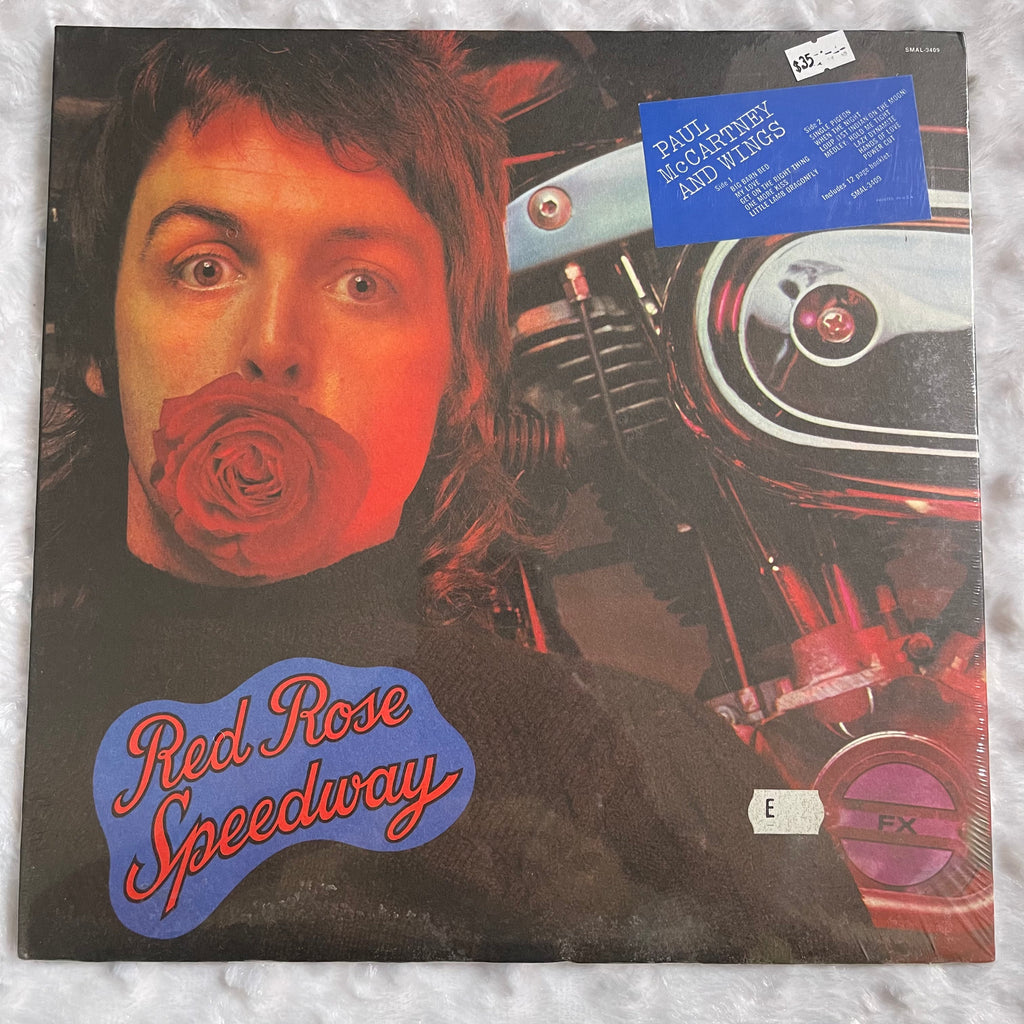 SMAL-3409
$35
PAUL
McCARTNEY
AND WINGS
Side 1
BIG BARN BED
MY LOVE
GET ON THE RIGHT THING
ONE MORE KISS
LITTLE LAMB DRAGONFLY
Side 2
SINGLE PIGEON
WHEN THE NIGHT
LOUP (1ST INDIAN ON THE MOON)
MEDLEY: HOLD ME TIGHT
LAZY DYNAMITE
HANDS OF LOVE
POWER CUT
Includes 12 page booklet.
SMAL-3409
PRINTED IN U.S.A.
Red Rose
Speedway
E
FX